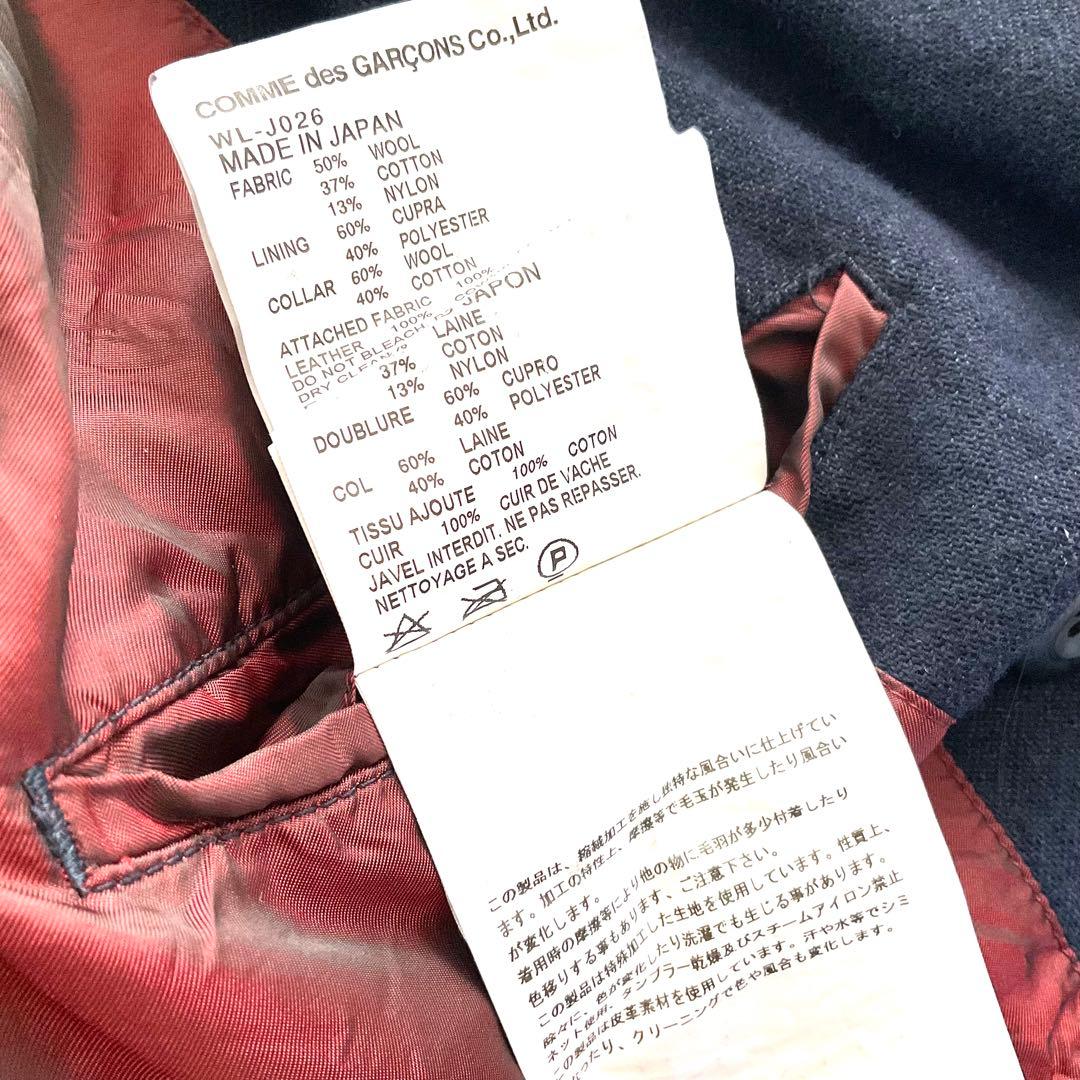 COMME des GARÇONS Co.,Ltd.
WL-J026
MADE IN JAPAN
FABRIC 50% WOOL
37% COTTON
13% NYLON
LINING 60% CUPRA
40% POLYESTER
COLLAR 60% WOOL
40% COTTON
ATTACHED FABRIC 100%
LEATHER 100%
DO NOT BLEACH
DRY CLEAN
JAPON
LAINE
37% COTON
13% NYLON
DOUBLURE 60% CUPRO
40% POLYESTER
COL 60% LAINE
40% COTON
TISSU AJOUTE 100% COTON
CUIR 100% CUIR DE VACHE
JAVEL INTERDIT. NE PAS REPASSER.
NETTOYAGE A SEC.
P
この製品は、縮絨加工を施し独特な風合いに仕上げてい
ます。加工の特性上、摩擦等で毛玉が発生したり風合い
が変化します。
着用時の摩擦等により他の物に毛羽が多少付着したり
色移りする事もあります、ご注意下さい。
この製品は特殊加工した生地を使用しています。性質上、
除々に、色が変化したり洗濯でも生じる事があります。
ネット使用、タンブラー乾燥及びスチームアイロン禁止
この製品は皮革素材を使用しています。汗や水等でシミ
なったり、クリーニングで色や風合も変化します。